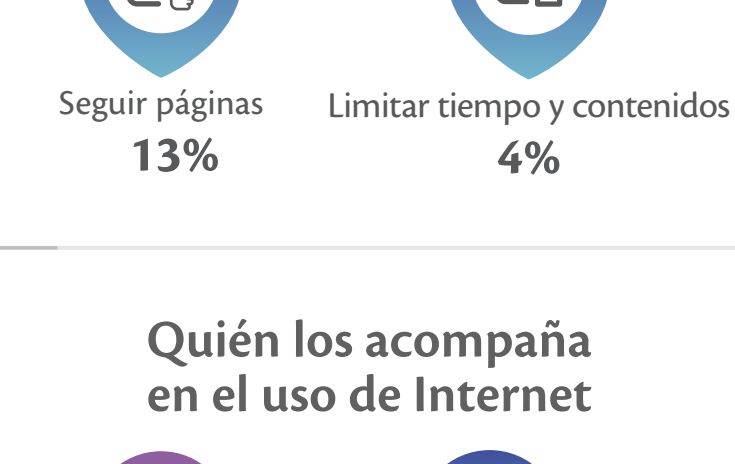 Seguir páginas
13%
Limitar tiempo y contenidos
4%
Quién los acompaña
en el uso de Internet